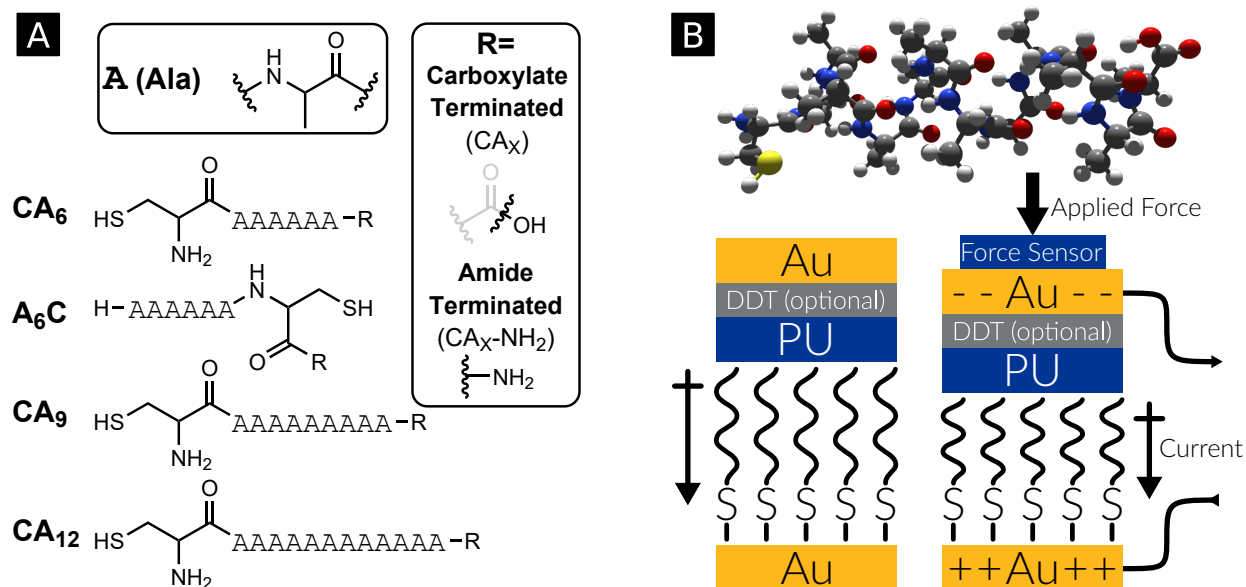 A
A (Ala)
H
N
O
R=
Carboxylate
Terminated
(CAX)
O
OH
Amide
Terminated
(CAX-NH2)
NH2
CA6
HS
O
NH2
AAAAAA
R
A6C
H
AAAAAA
H
N
SH
O
R
CA9
HS
O
NH2
AAAAAAAAA
R
CA12
HS
O
NH2
AAAAAAAAAAAA
R
B
Applied Force
Au
DDT (optional)
PU
S S S S S
Au
Force Sensor
- - Au - -
DDT (optional)
PU
Current
S S S S S
++Au++